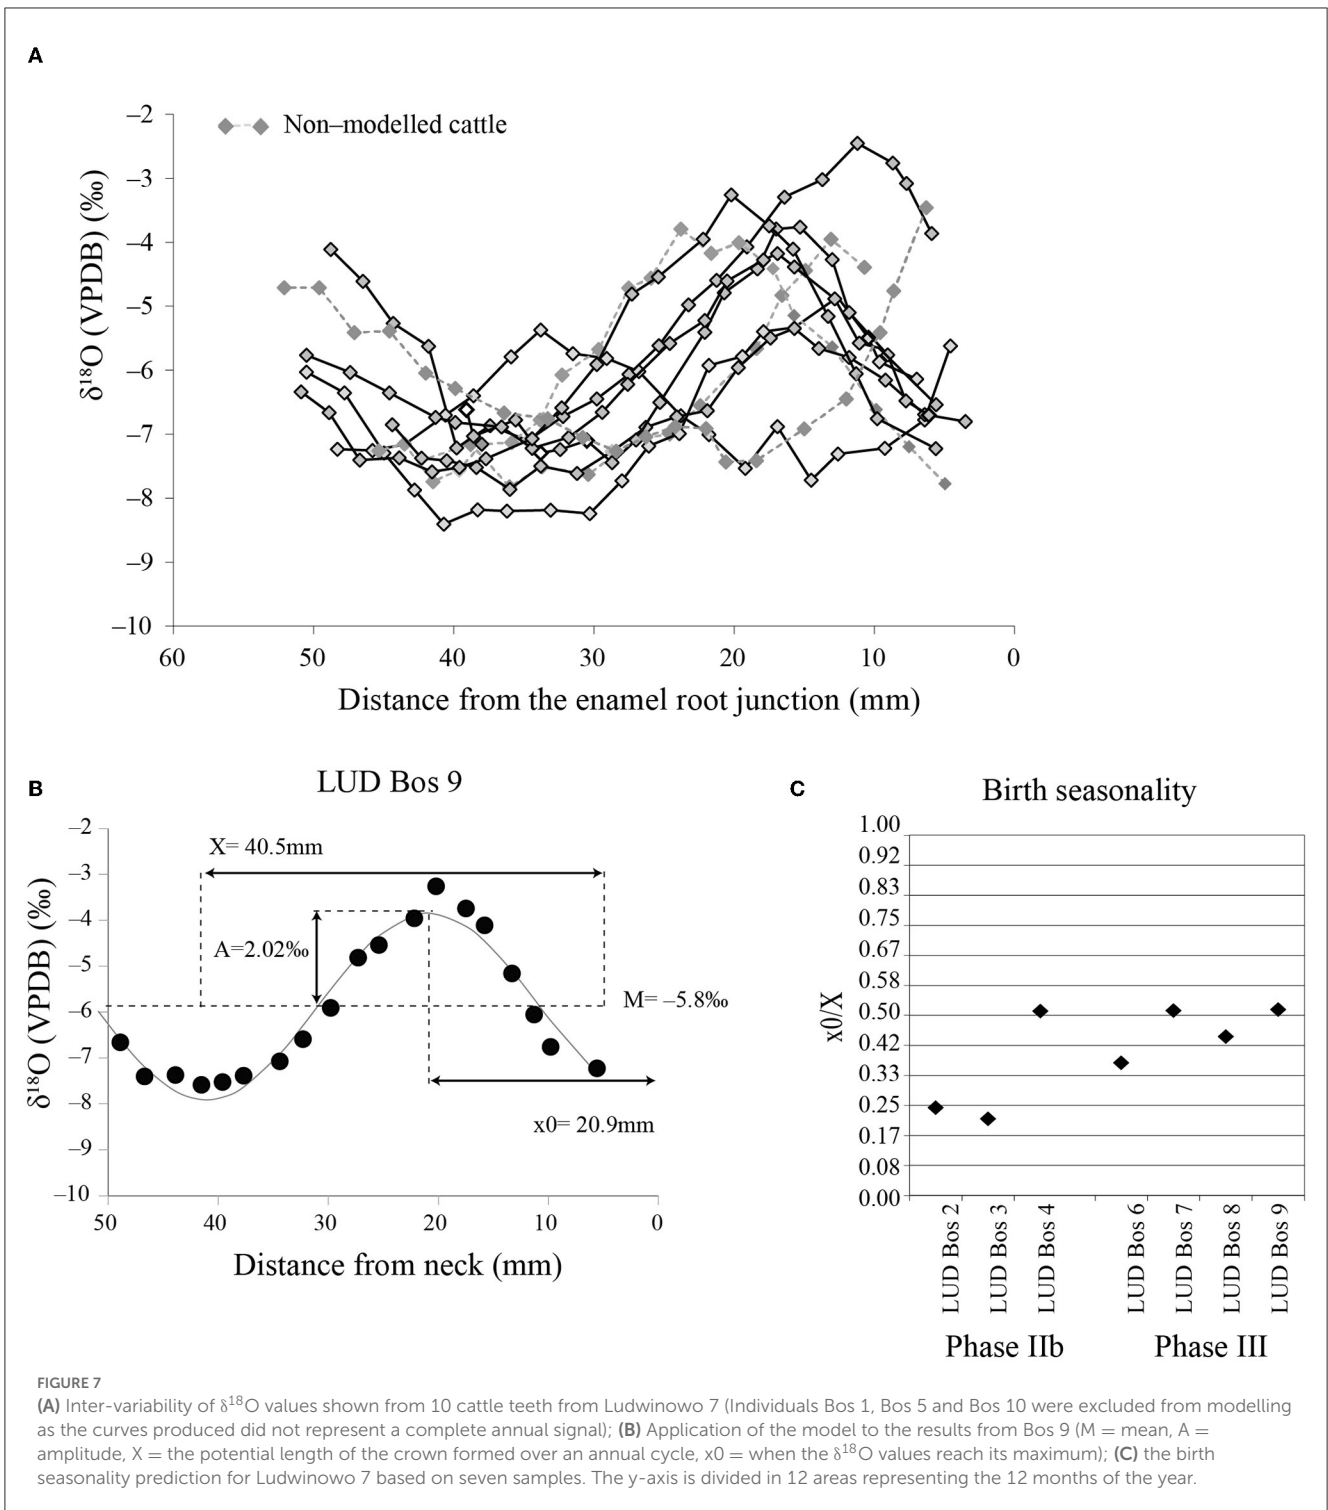 A
Non–modelled cattle
δ18O (VPDB) (‰)
–2
–3
–4
–5
–6
–7
–8
–9
–10
60 50 40 30 20 10 0
Distance from the enamel root junction (mm)
B
LUD Bos 9
δ18O (VPDB) (‰)
–2
–3
–4
–5
–6
–7
–8
–9
–10
X= 40.5mm
A=2.02‰
M= –5.8‰
x0= 20.9mm
50 40 30 20 10 0
Distance from neck (mm)
C
Birth seasonality
x0/X
1.00
0.92
0.83
0.75
0.67
0.58
0.50
0.42
0.33
0.25
0.17
0.08
0.00
LUD Bos 2
LUD Bos 3
LUD Bos 4
LUD Bos 6
LUD Bos 7
LUD Bos 8
LUD Bos 9
Phase IIb Phase III
FIGURE 7
(A) Inter-variability of δ18O values shown from 10 cattle teeth from Ludwinowo 7 (Individuals Bos 1, Bos 5 and Bos 10 were excluded from modelling
as the curves produced did not represent a complete annual signal); (B) Application of the model to the results from Bos 9 (M = mean, A =
amplitude, X = the potential length of the crown formed over an annual cycle, x0 = when the δ18O values reach its maximum); (C) the birth
seasonality prediction for Ludwinowo 7 based on seven samples. The y-axis is divided in 12 areas representing the 12 months of the year.